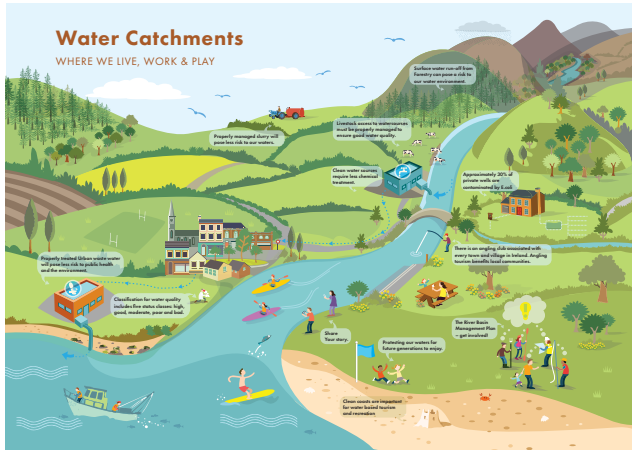 Water Catchments
WHERE WE LIVE, WORK & PLAY
Surface water run-off from
Forestry can pose a risk to
our water environment
Livestock access to watercourses
must be properly managed to
ensure good water quality.
Properly managed slurry will
pose less risk to our waters.
Clean water sources
require less chemical
treatment.
Approximately 30% of
private wells are
contaminated by E.coli
There is an angling club associated with
every town and village in Ireland. Angling
tourism benefits local communities.
Properly treated Urban waste water
will pose less risk to public health
and the environment.
Classification for water quality
includes five status classes: high,
good, moderate, poor and bad.
Share
Your story.
The River Basin
Management Plan
– get involved!
Protecting our waters for
future generations to enjoy.
Clean coasts are important
for water based tourism
and recreation